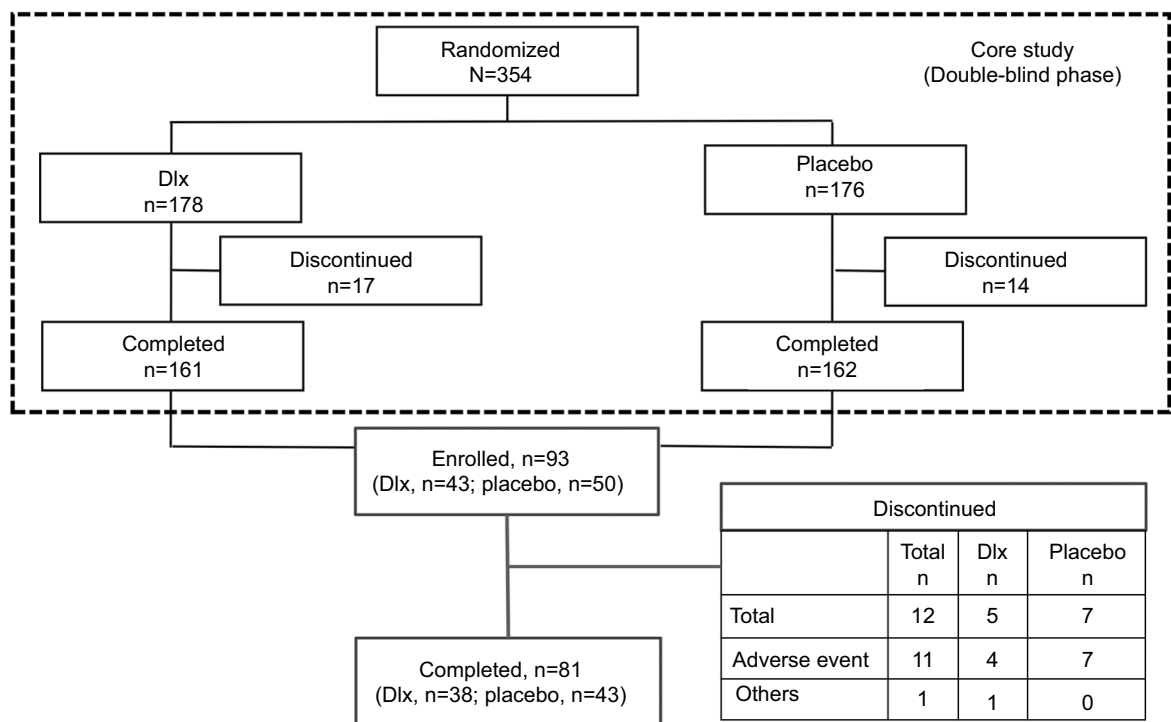 Randomized
N=354
Core study
(Double-blind phase)
Dlx
n=178
Placebo
n=176
Discontinued
n=17
Discontinued
n=14
Completed
n=161
Completed
n=162
Enrolled, n=93
(Dlx, n=43; placebo, n=50)
Discontinued
Total Dlx Placebo
n n n
Total 12 5 7
Adverse event 11 4 7
Others 1 1 0
Completed, n=81
(Dlx, n=38; placebo, n=43)